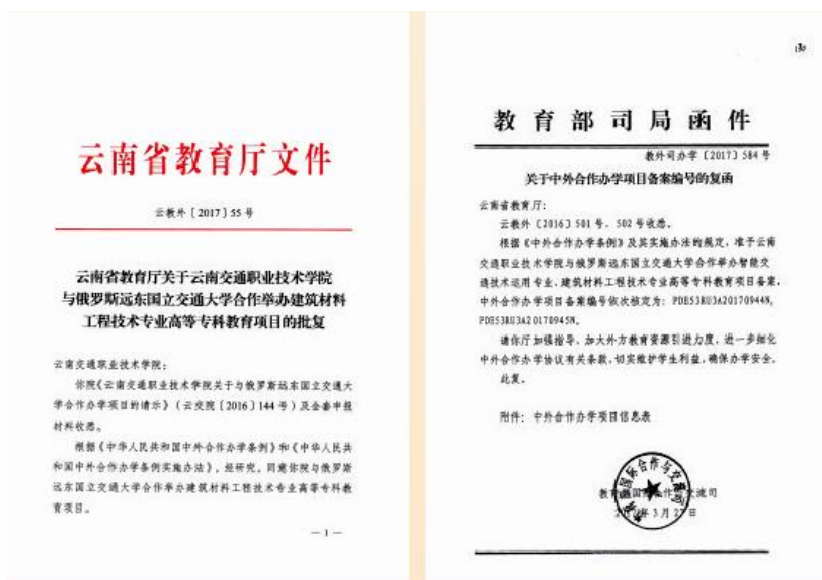 云南省教育厅文件
云教外〔2017〕55号
云南省教育厅关于云南交通职业技术学院
与俄罗斯远东国立交通大学合作举办建筑材料
工程技术专业高等专科教育项目的批复
云南交通职业技术学院：
你院《云南交通职业技术学院关于与俄罗斯远东国立交通大
学合作办学项目的请示》（云交院〔2016〕144号）及全套申报
材料收悉。
根据《中华人民共和国中外合作办学条例》和《中华人民共
和国中外合作办学条例实施办法》，经研究，同意你院与俄罗斯
远东国立交通大学合作举办建筑材料工程技术专业高等专科教
育项目。
—1—
130
教育部司局函件
教外司办学〔2017〕584号
关于中外合作办学项目备案编号的复函
云南省教育厅：
云教外〔2016〕501号、502号收悉。
根据《中外合作办学条例》及其实施办法的规定，准于云南
交通职业技术学院与俄罗斯远东国立交通大学合作举办智能交
通技术运用专业、建筑材料工程技术专业高等专科教育项目备案，
中外合作办学项目备案编号依次核定为：PDE53RU3A20170944N，
PDE53RU3A20170945N。
请你厅加强指导，加大外方教育资源引进力度，进一步细化
中外合作办学协议有关条款，切实维护学生利益，确保办学安全。
此复。
附件：中外合作办学项目信息表
国际合作与交流司
3月27日